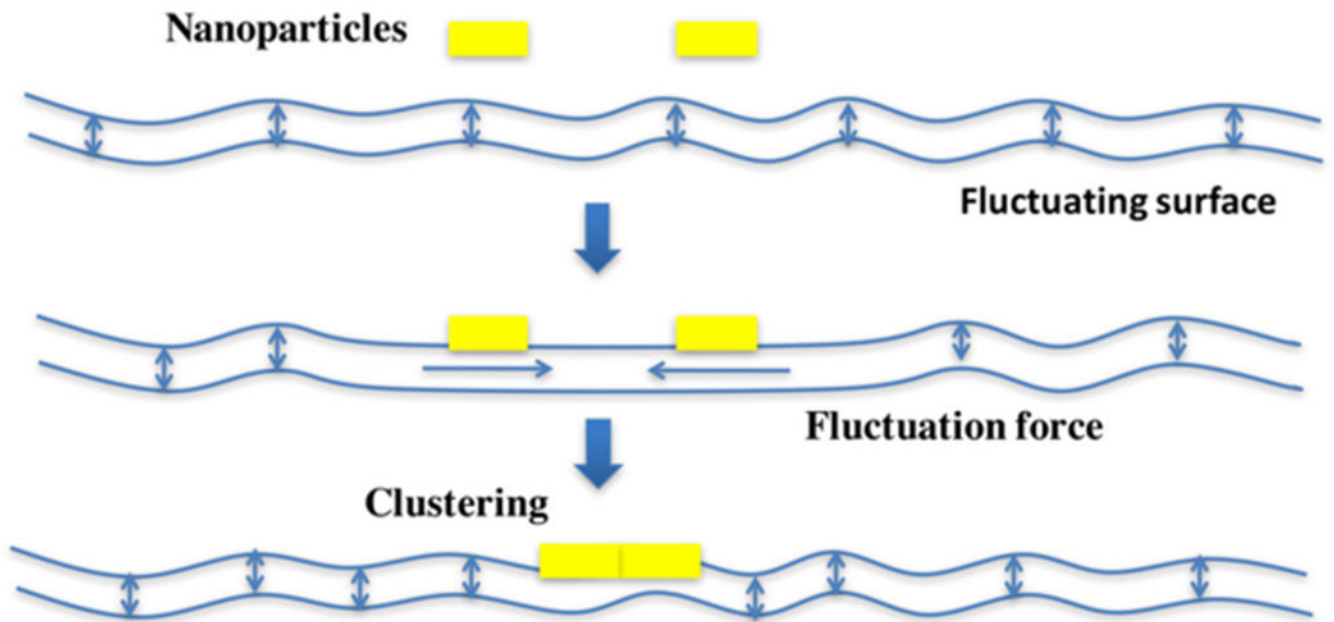 Nanoparticles
Fluctuating surface
Fluctuation force
Clustering